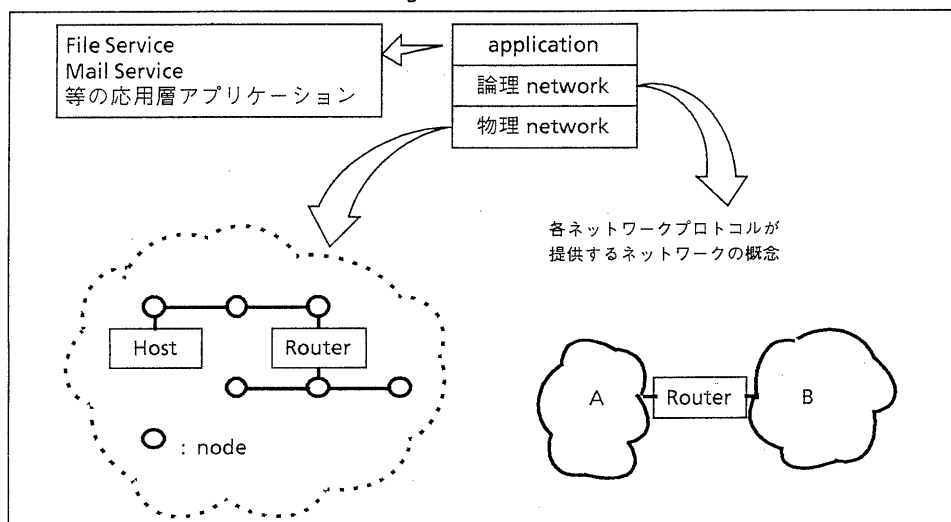 File Service
Mail Service
等の応用層アプリケーション
application
論理 network
物理 network
各ネットワークプロトコルが
提供するネットワークの概念
Host
Router
: node
A
Router
B